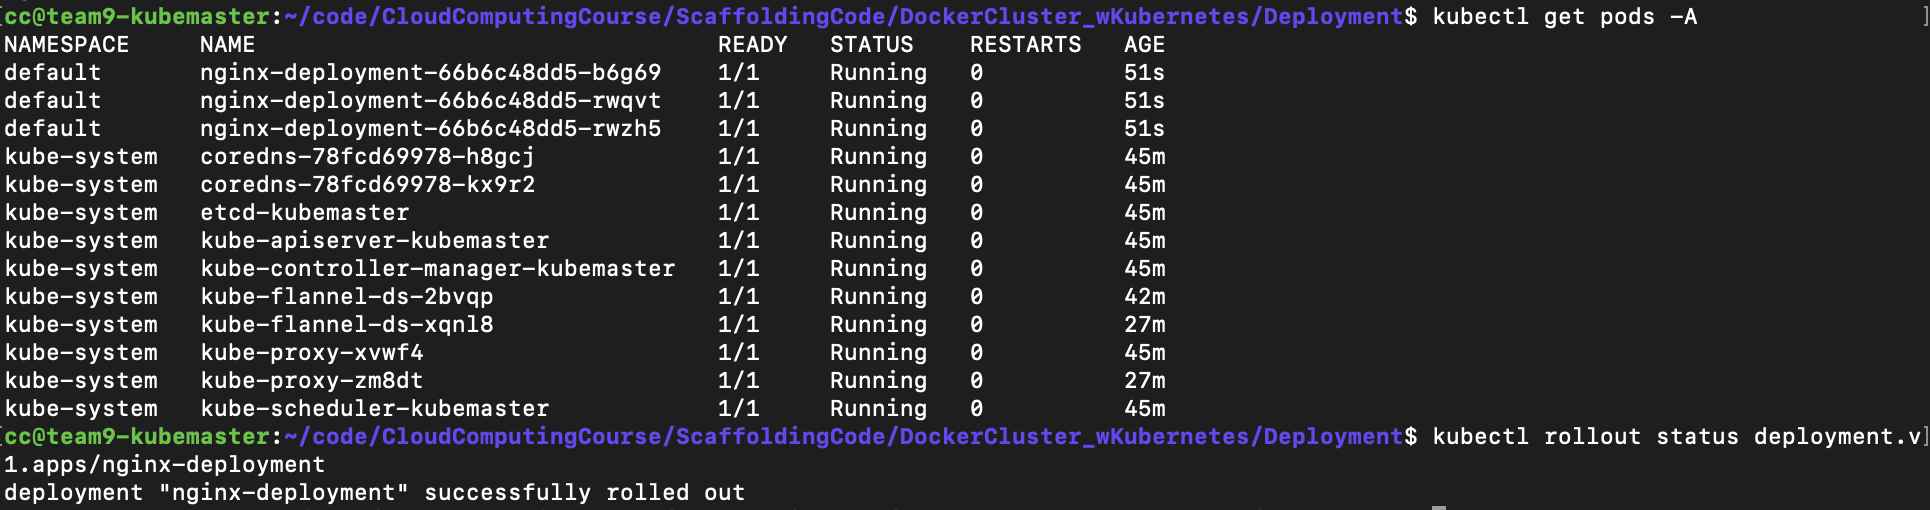 cc@team9-kubemaster:~/code/CloudComputingCourse/ScaffoldingCode/DockerCluster_wKubernetes/Deployment$ kubectl get pods -A
NAMESPACE NAME READY STATUS RESTARTS AGE
default nginx-deployment-66b6c48dd5-b6g69 1/1 Running 0 51s
default nginx-deployment-66b6c48dd5-rwqvt 1/1 Running 0 51s
default nginx-deployment-66b6c48dd5-rwzh5 1/1 Running 0 51s
kube-system coredns-78fcd69978-h8gcj 1/1 Running 0 45m
kube-system coredns-78fcd69978-kx9r2 1/1 Running 0 45m
kube-system etcd-kubemaster 1/1 Running 0 45m
kube-system kube-apiserver-kubemaster 1/1 Running 0 45m
kube-system kube-controller-manager-kubemaster 1/1 Running 0 45m
kube-system kube-flannel-ds-2bvqp 1/1 Running 0 42m
kube-system kube-flannel-ds-xqnl8 1/1 Running 0 27m
kube-system kube-proxy-xvwf4 1/1 Running 0 45m
kube-system kube-proxy-zm8dt 1/1 Running 0 27m
kube-system kube-scheduler-kubemaster 1/1 Running 0 45m
cc@team9-kubemaster:~/code/CloudComputingCourse/ScaffoldingCode/DockerCluster_wKubernetes/Deployment$ kubectl rollout status deployment.v
1.apps/nginx-deployment
deployment "nginx-deployment" successfully rolled out